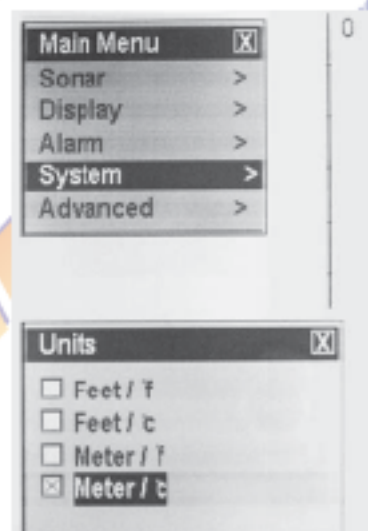 Main Menu X
0
Sonar >
Display >
Alarm >
System >
Advanced >
Units X
Feet / °f
Feet / °c
Meter / °f
Meter / °c